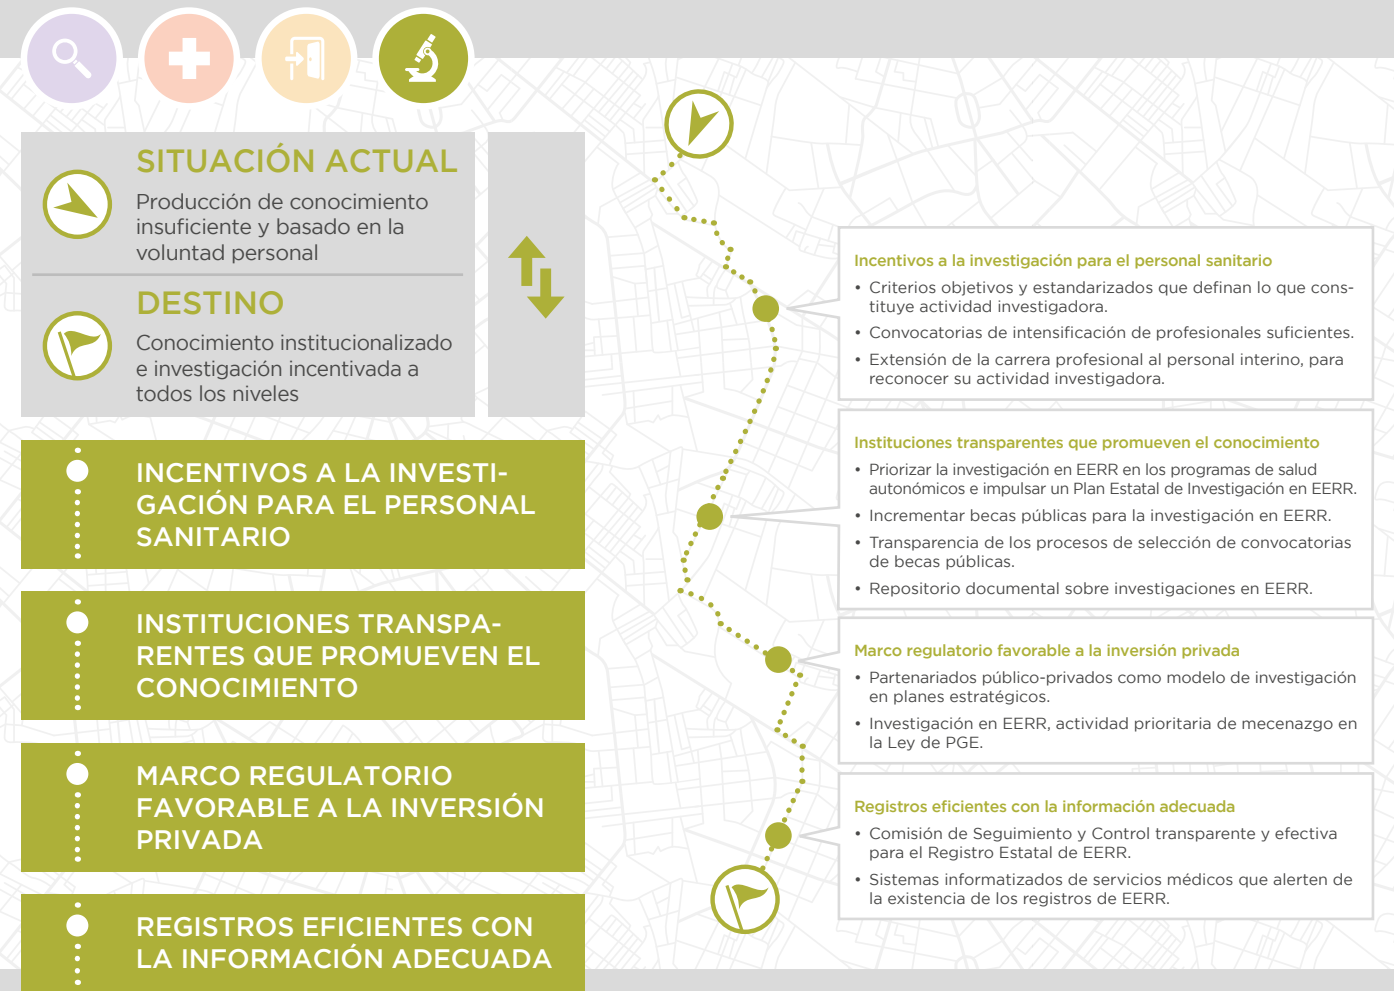 SITUACIÓN ACTUAL
Producción de conocimiento
insuficiente y basado en la
voluntad personal
DESTINO
Conocimiento institucionalizado
e investigación incentivada a
todos los niveles
INCENTIVOS A LA INVESTI-
GACIÓN PARA EL PERSONAL
SANITARIO
INSTITUCIONES TRANSPA-
RENTES QUE PROMUEVEN EL
CONOCIMIENTO
MARCO REGULATORIO
FAVORABLE A LA INVERSIÓN
PRIVADA
REGISTROS EFICIENTES CON
LA INFORMACIÓN ADECUADA
Incentivos a la investigación para el personal sanitario
• Criterios objetivos y estandarizados que definan lo que cons-
tituye actividad investigadora.
• Convocatorias de intensificación de profesionales suficientes.
• Extensión de la carrera profesional al personal interino, para
reconocer su actividad investigadora.
Instituciones transparentes que promueven el conocimiento
• Priorizar la investigación en EERR en los programas de salud
autonómicos e impulsar un Plan Estatal de Investigación en EERR.
• Incrementar becas públicas para la investigación en EERR.
• Transparencia de los procesos de selección de convocatorias
de becas públicas.
• Repositorio documental sobre investigaciones en EERR.
Marco regulatorio favorable a la inversión privada
• Partenariados público-privados como modelo de investigación
en planes estratégicos.
• Investigación en EERR, actividad prioritaria de mecenazgo en
la Ley de PGE.
Registros eficientes con la información adecuada
• Comisión de Seguimiento y Control transparente y efectiva
para el Registro Estatal de EERR.
• Sistemas informatizados de servicios médicos que alerten de
la existencia de los registros de EERR.